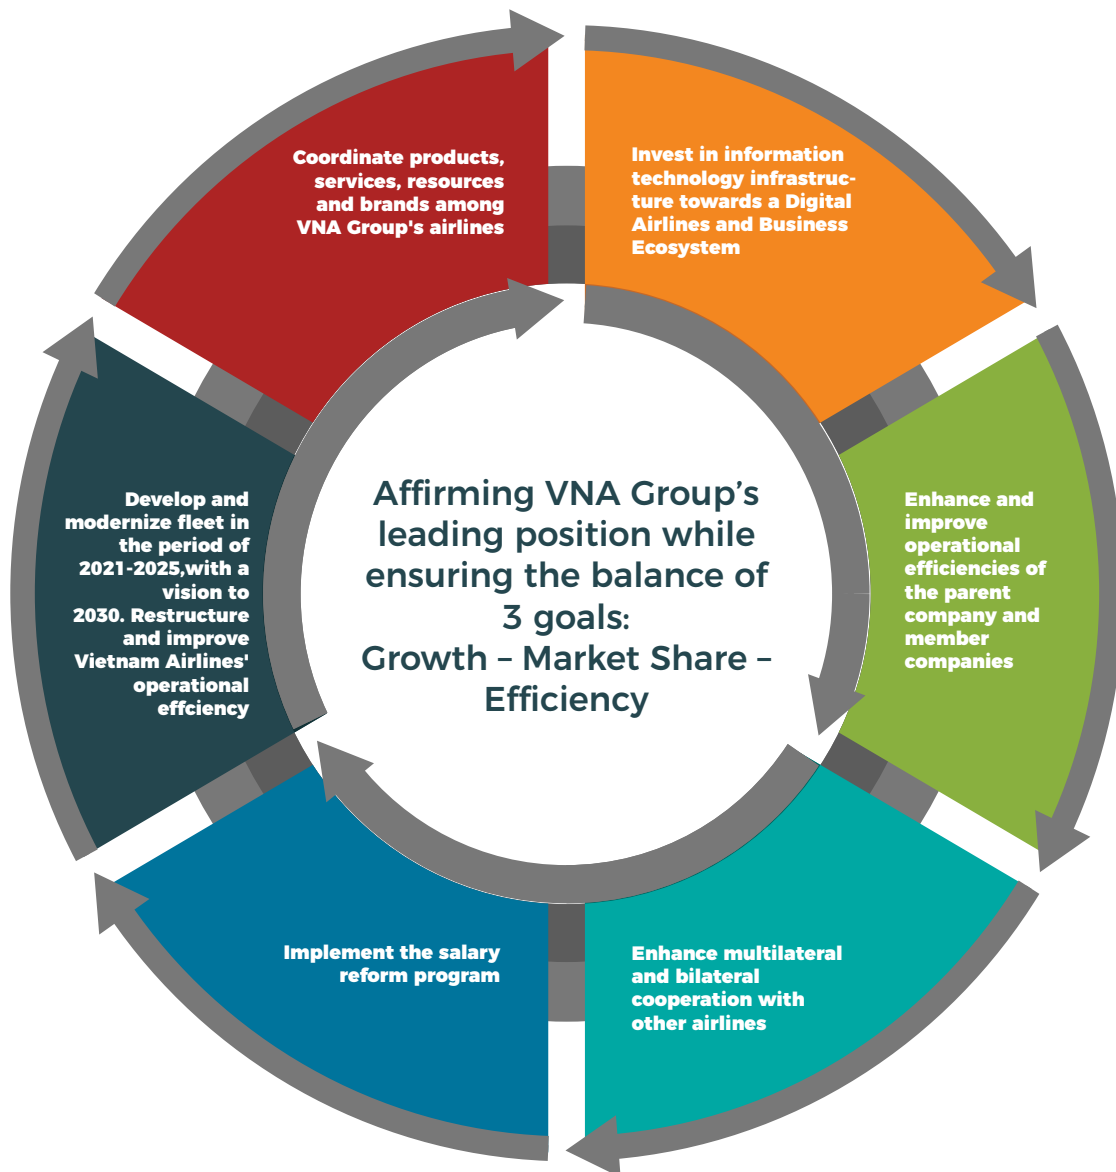 Coordinate products,
services, resources
and brands among
VNA Group's airlines
Invest in information
technology infrastruc-
ture towards a Digital
Airlines and Business
Ecosystem
Enhance and
improve
operational
efficiencies of
the parent
company and
member
companies
Enhance multilateral
and bilateral
cooperation with
other airlines
Implement the salary
reform program
Develop and
modernize fleet in
the period of
2021-2025,with a
vision to
2030. Restructure
and improve
Vietnam Airlines'
operational
effciency
Affirming VNA Group’s
leading position while
ensuring the balance of
3 goals:
Growth – Market Share –
Efficiency